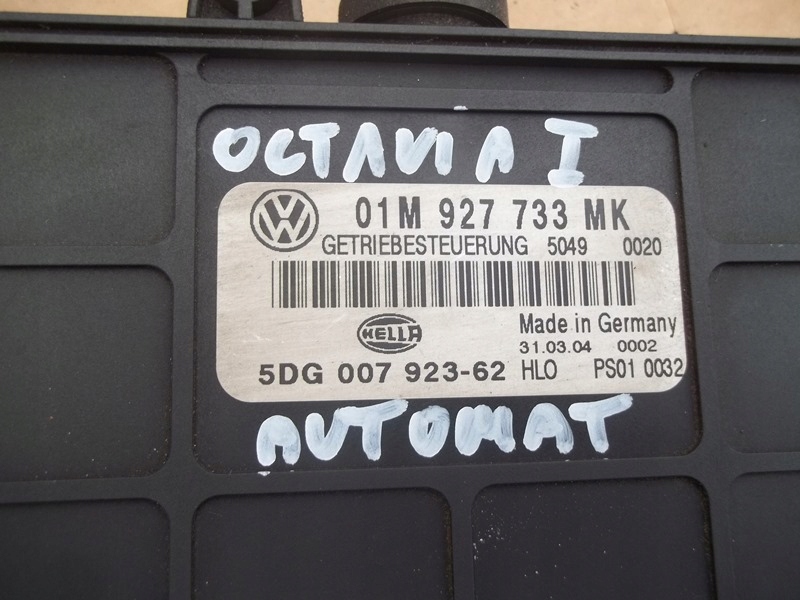 OCTAVIA I
VW 01M 927 733 MK
GETRIEBESTEUERUNG 5049 0020
HELLA
Made in Germany
31.03.04 0002
5DG 007 923-62 HLO PS01 0032
AUTOMAT